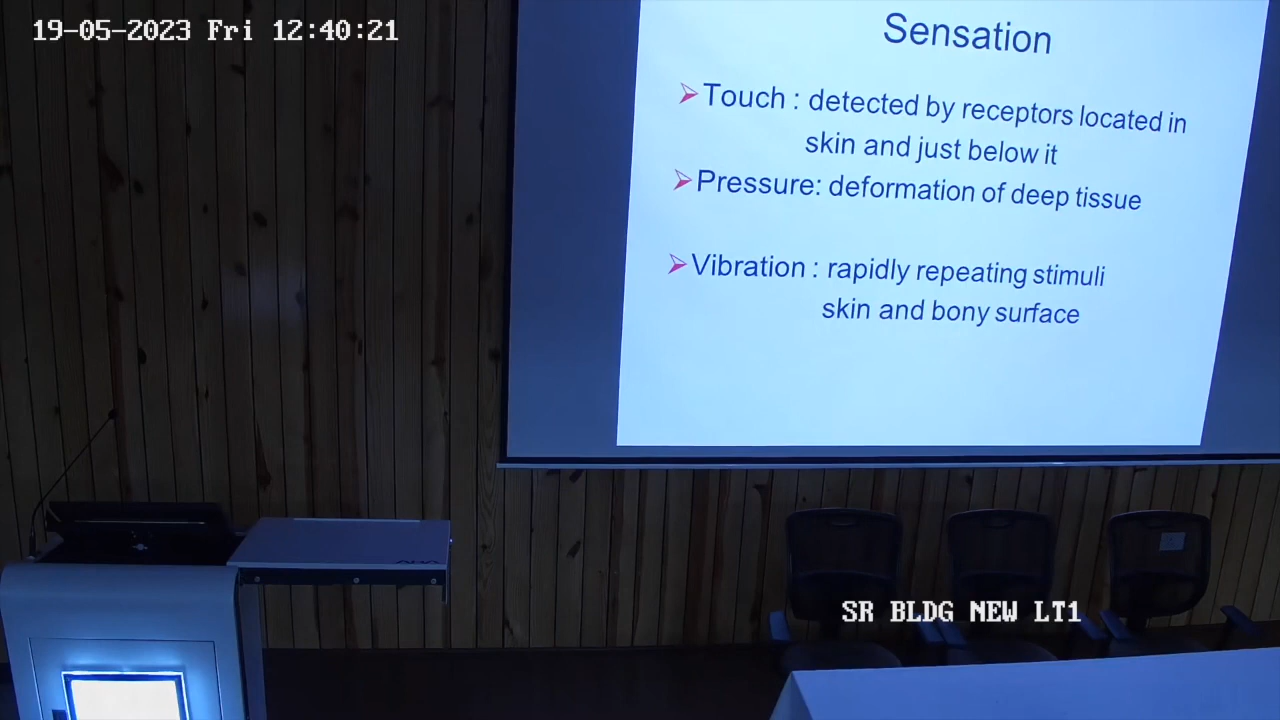 19-05-2023 Fri 12:40:21
Sensation
➢Touch : detected by receptors located in
skin and just below it
➢Pressure: deformation of deep tissue
➢Vibration : rapidly repeating stimuli
skin and bony surface
SR BLDG NEW LT1